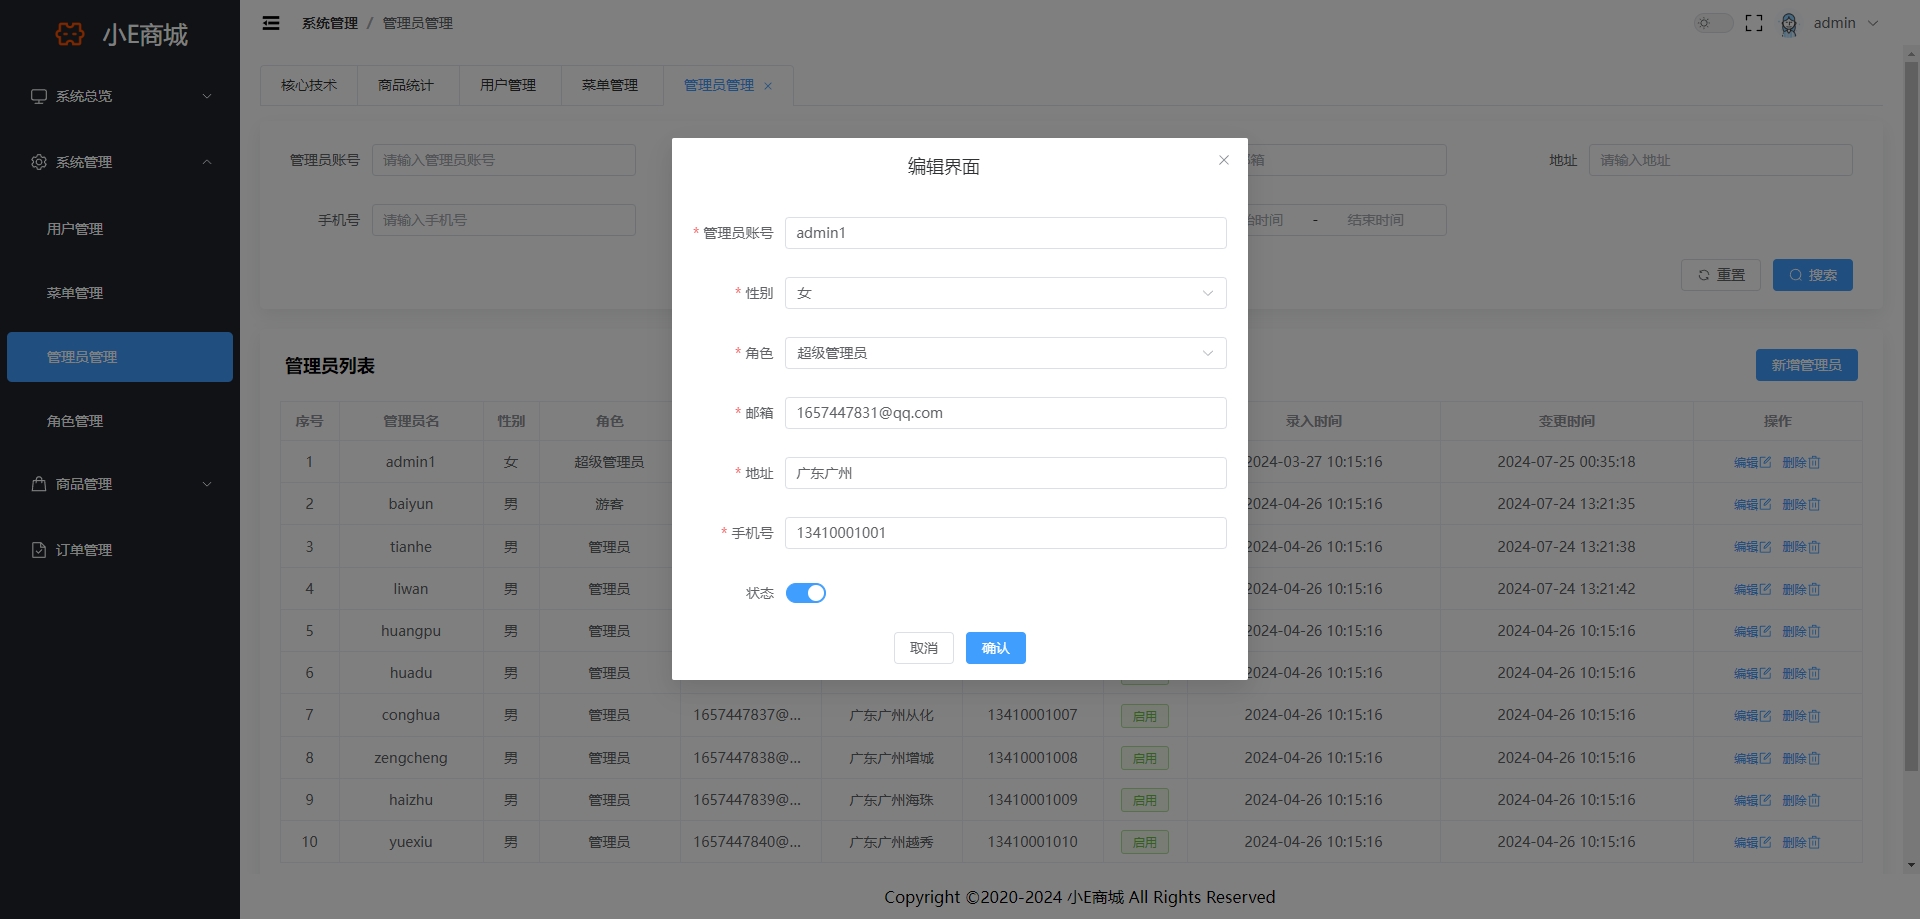 小E商城
系统总览
系统管理
用户管理
菜单管理
管理员管理
角色管理
商品管理
订单管理
系统管理 / 管理员管理
admin
核心技术 商品统计 用户管理 菜单管理 管理员管理
管理员账号 请输入管理员账号 地址 请输入地址
手机号 请输入手机号 时间 - 结束时间
重置 搜索
管理员列表 新增管理员
序号 管理员名 性别 角色 录入时间 变更时间 操作
1 admin1 女 超级管理员 2024-03-27 10:15:16 2024-07-25 00:35:18 编辑 删除
2 baiyun 男 游客 2024-04-26 10:15:16 2024-07-24 13:21:35 编辑 删除
3 tianhe 男 管理员 2024-04-26 10:15:16 2024-07-24 13:21:38 编辑 删除
4 liwan 男 管理员 2024-04-26 10:15:16 2024-07-24 13:21:42 编辑 删除
5 huangpu 男 管理员 2024-04-26 10:15:16 2024-04-26 10:15:16 编辑 删除
6 huadu 男 管理员 2024-04-26 10:15:16 2024-04-26 10:15:16 编辑 删除
7 conghua 男 管理员 1657447837@... 广东广州从化 13410001007 启用 2024-04-26 10:15:16 2024-04-26 10:15:16 编辑 删除
8 zengcheng 男 管理员 1657447838@... 广东广州增城 13410001008 启用 2024-04-26 10:15:16 2024-04-26 10:15:16 编辑 删除
9 haizhu 男 管理员 1657447839@... 广东广州海珠 13410001009 启用 2024-04-26 10:15:16 2024-04-26 10:15:16 编辑 删除
10 yuexiu 男 管理员 1657447840@... 广东广州越秀 13410001010 启用 2024-04-26 10:15:16 2024-04-26 10:15:16 编辑 删除
编辑界面
* 管理员账号 admin1
* 性别 女
* 角色 超级管理员
* 邮箱 1657447831@qq.com
* 地址 广东广州
* 手机号 13410001001
状态
取消 确认
Copyright ©2020-2024 小E商城 All Rights Reserved